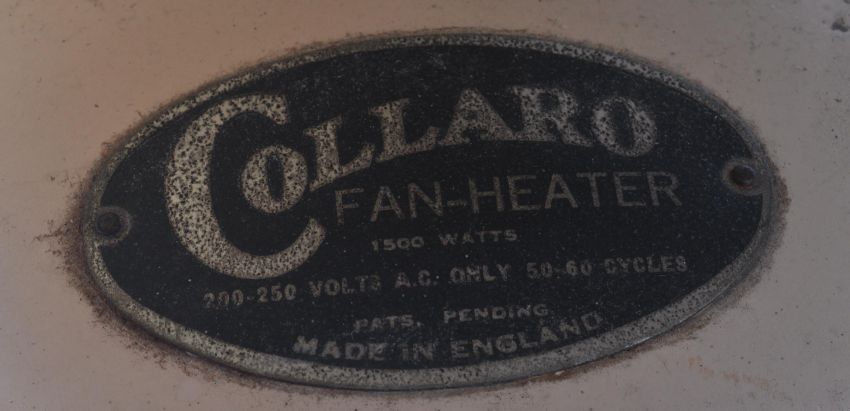 COLLARO
FAN-HEATER
1500 WATTS
200-250 VOLTS A.C. ONLY 50-60 CYCLES
PATS. PENDING
MADE IN ENGLAND